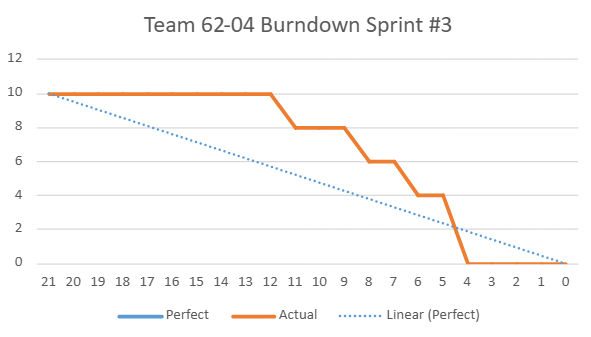 Team 62-04 Burndown Sprint #3
12
10
8
6
4
2
0
21 20 19 18 17 16 15 14 13 12 11 10 9 8 7 6 5 4 3 2 1 0
Perfect Actual Linear (Perfect)